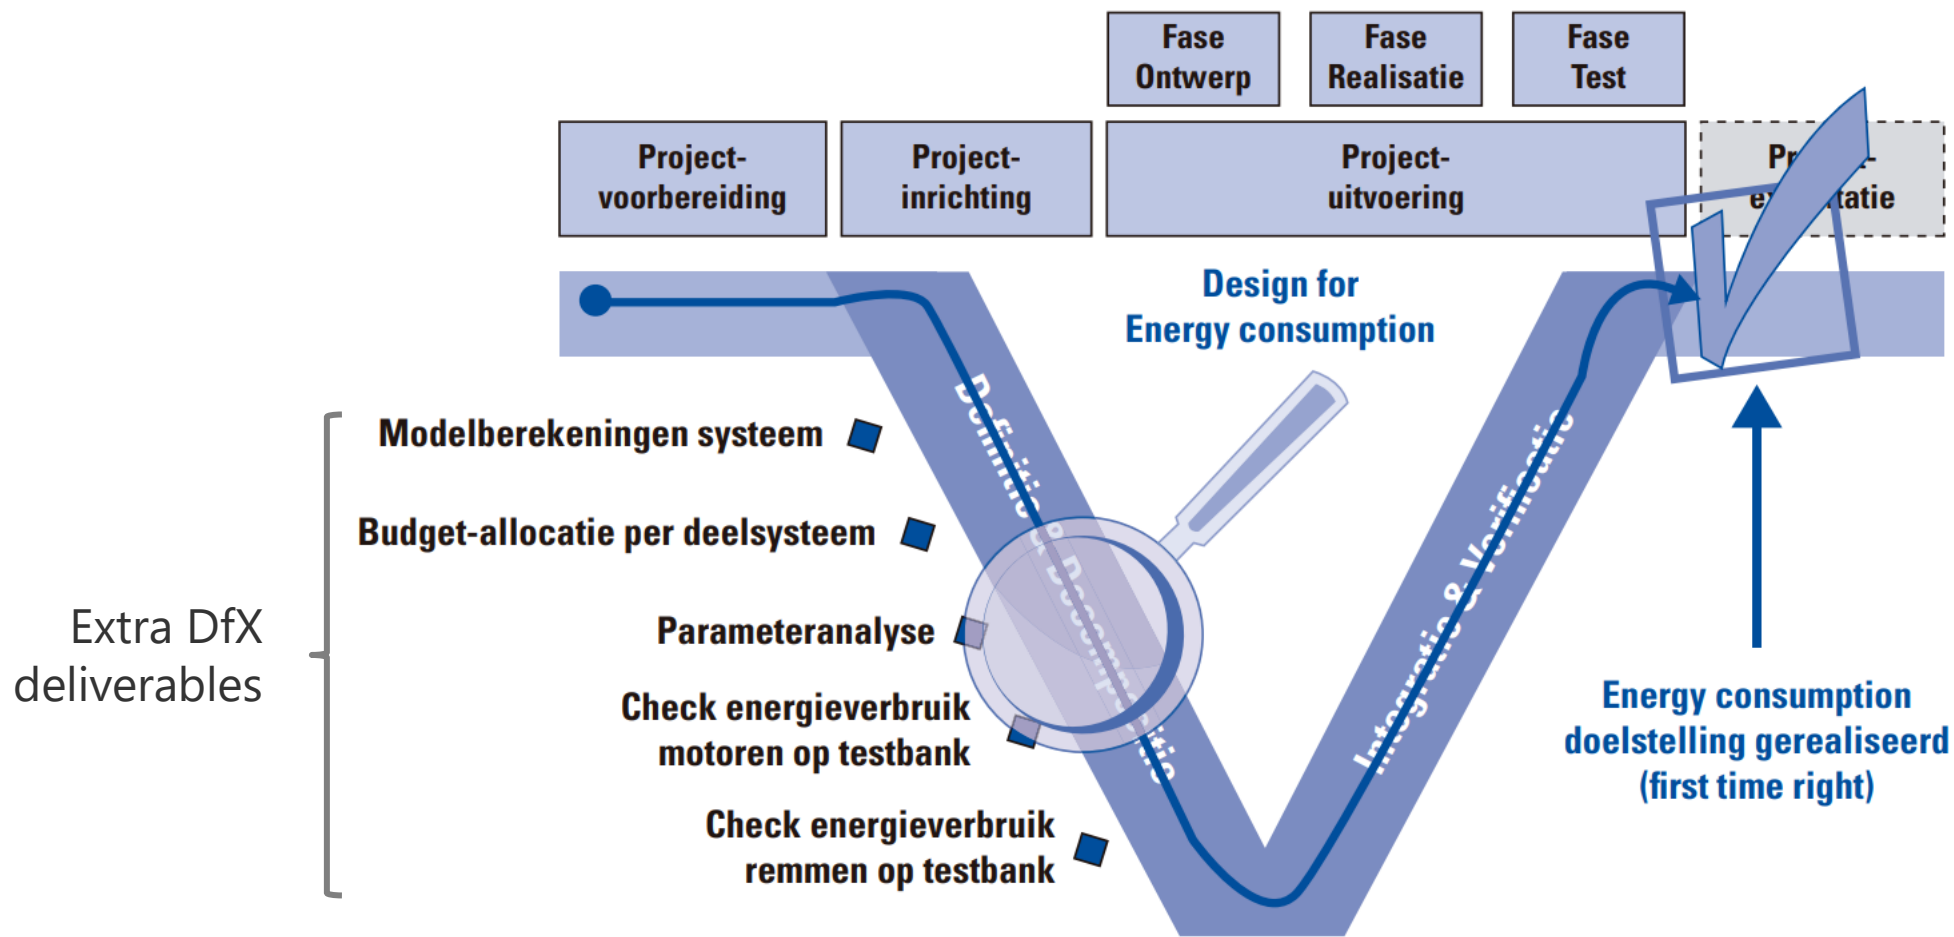 Fase
Ontwerp
Fase
Realisatie
Fase
Test
Project-
voorbereiding
Project-
inrichting
Project-
uitvoering
Design for
Energy consumption
Definitie & Decompositie
Integratie & Verificatie
Modelberekeningen systeem
Budget-allocatie per deelsysteem
Parameteranalyse
Check energieverbruik
motoren op testbank
Check energieverbruik
remmen op testbank
Extra DfX
deliverables
Energy consumption
doelstelling gerealiseerd
(first time right)